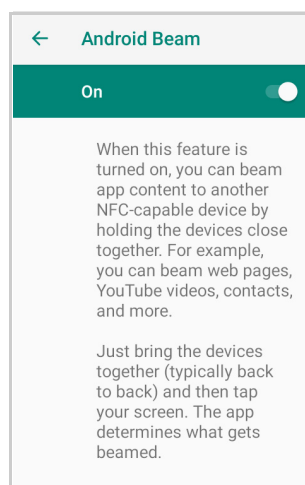 Android Beam
On
When this feature is
turned on, you can beam
app content to another
NFC-capable device by
holding the devices close
together. For example,
you can beam web pages,
YouTube videos, contacts,
and more.
Just bring the devices
together (typically back
to back) and then tap
your screen. The app
determines what gets
beamed.